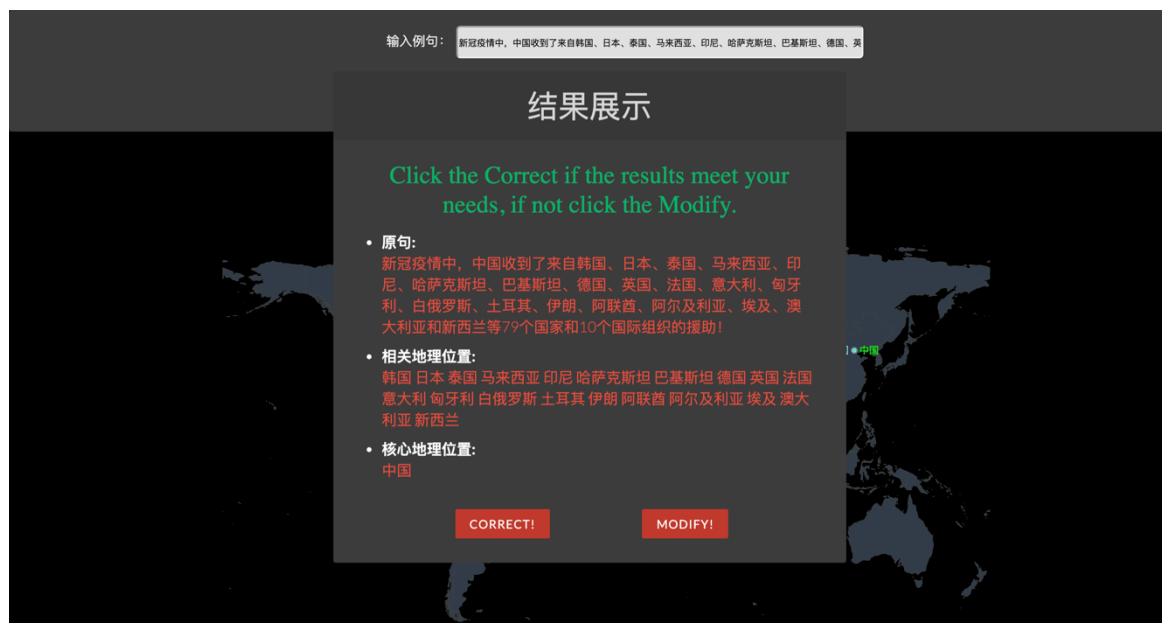 输入例句：
新冠疫情中，中国收到了来自韩国、日本、泰国、马来西亚、印尼、哈萨克斯坦、巴基斯坦、德国、英
结果展示
Click the Correct if the results meet your
needs, if not click the Modify.
• 原句:
新冠疫情中，中国收到了来自韩国、日本、泰国、马来西亚、印
尼、哈萨克斯坦、巴基斯坦、德国、英国、法国、意大利、匈牙
利、白俄罗斯、土耳其、伊朗、阿联酋、阿尔及利亚、埃及、澳
大利亚和新西兰等79个国家和10个国际组织的援助！
• 相关地理位置:
韩国 日本 泰国 马来西亚 印尼 哈萨克斯坦 巴基斯坦 德国 英国 法国
意大利 匈牙利 白俄罗斯 土耳其 伊朗 阿联酋 阿尔及利亚 埃及 澳大
利亚 新西兰
• 核心地理位置:
中国
CORRECT!
MODIFY!
中国